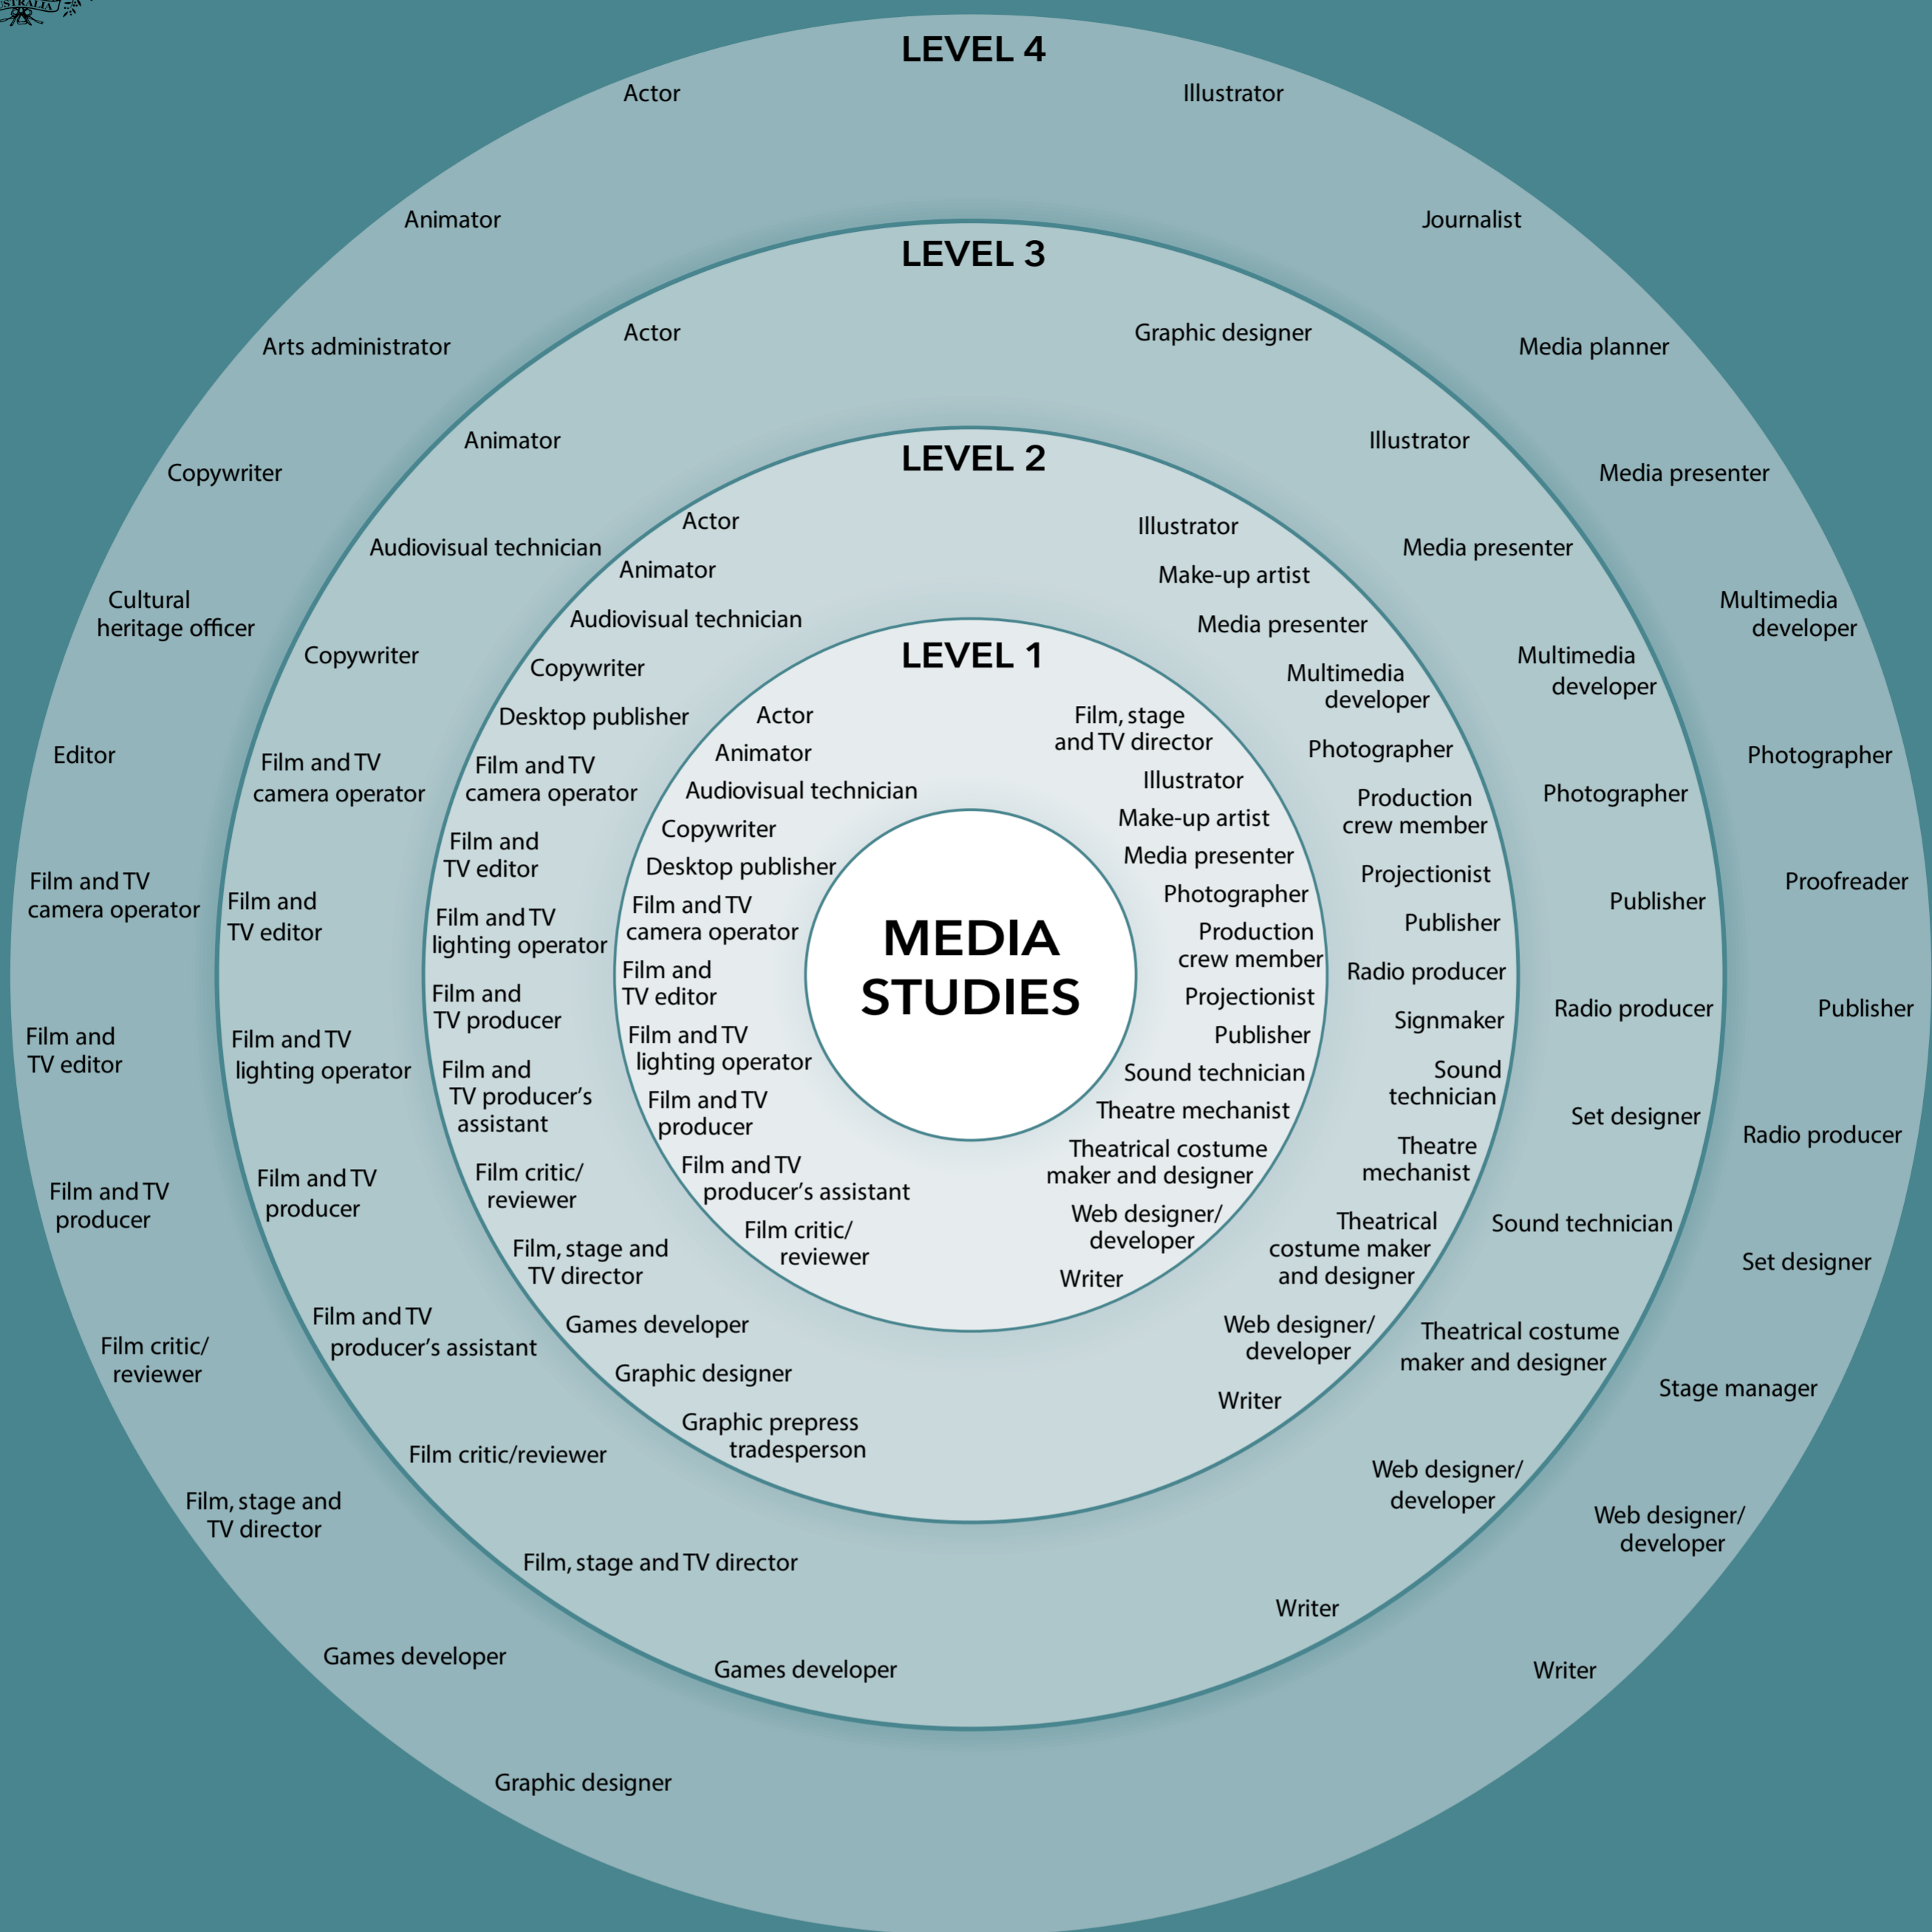 LEVEL 4
Actor
Animator
Arts administrator
Copywriter
Cultural
heritage officer
Editor
Film and TV
camera operator
Film and
TV editor
Film and TV
producer
Film critic/
reviewer
Film, stage and
TV director
Games developer
Graphic designer
Illustrator
Journalist
Media planner
Media presenter
Multimedia
developer
Photographer
Proofreader
Publisher
Radio producer
Set designer
Stage manager
Web designer/
developer
Writer
LEVEL 3
Actor
Animator
Audiovisual technician
Copywriter
Film and TV
camera operator
Film and
TV editor
Film and TV
lighting operator
Film and TV
producer
Film and TV
producer's assistant
Film critic/reviewer
Film, stage and TV director
Games developer
Graphic designer
Illustrator
Media presenter
Multimedia
developer
Photographer
Publisher
Radio producer
Set designer
Sound technician
Theatrical costume
maker and designer
Web designer/
developer
Writer
LEVEL 2
Actor
Animator
Audiovisual technician
Copywriter
Desktop publisher
Film and TV
camera operator
Film and
TV editor
Film and TV
lighting operator
Film and
TV producer
Film and
TV producer's
assistant
Film critic/
reviewer
Film, stage and
TV director
Games developer
Graphic designer
Graphic prepress
tradesperson
Illustrator
Make-up artist
Media presenter
Multimedia
developer
Photographer
Production
crew member
Projectionist
Publisher
Radio producer
Signmaker
Sound
technician
Theatre
mechanist
Theatrical
costume maker
and designer
Web designer/
developer
Writer
LEVEL 1
Actor
Animator
Audiovisual technician
Copywriter
Desktop publisher
Film and TV
camera operator
Film and
TV editor
Film and TV
lighting operator
Film and TV
producer
Film and TV
producer's assistant
Film critic/
reviewer
Film, stage
and TV director
Illustrator
Make-up artist
Media presenter
Photographer
Production
crew member
Projectionist
Publisher
Sound technician
Theatre mechanist
Theatrical costume
maker and designer
Web designer/
developer
Writer
MEDIA
STUDIES